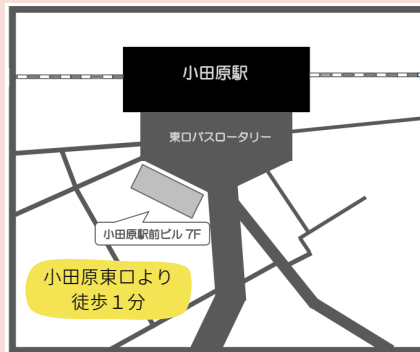 小田原駅
東口バスロータリー
小田原駅前ビル 7F
小田原東口より
徒歩１分